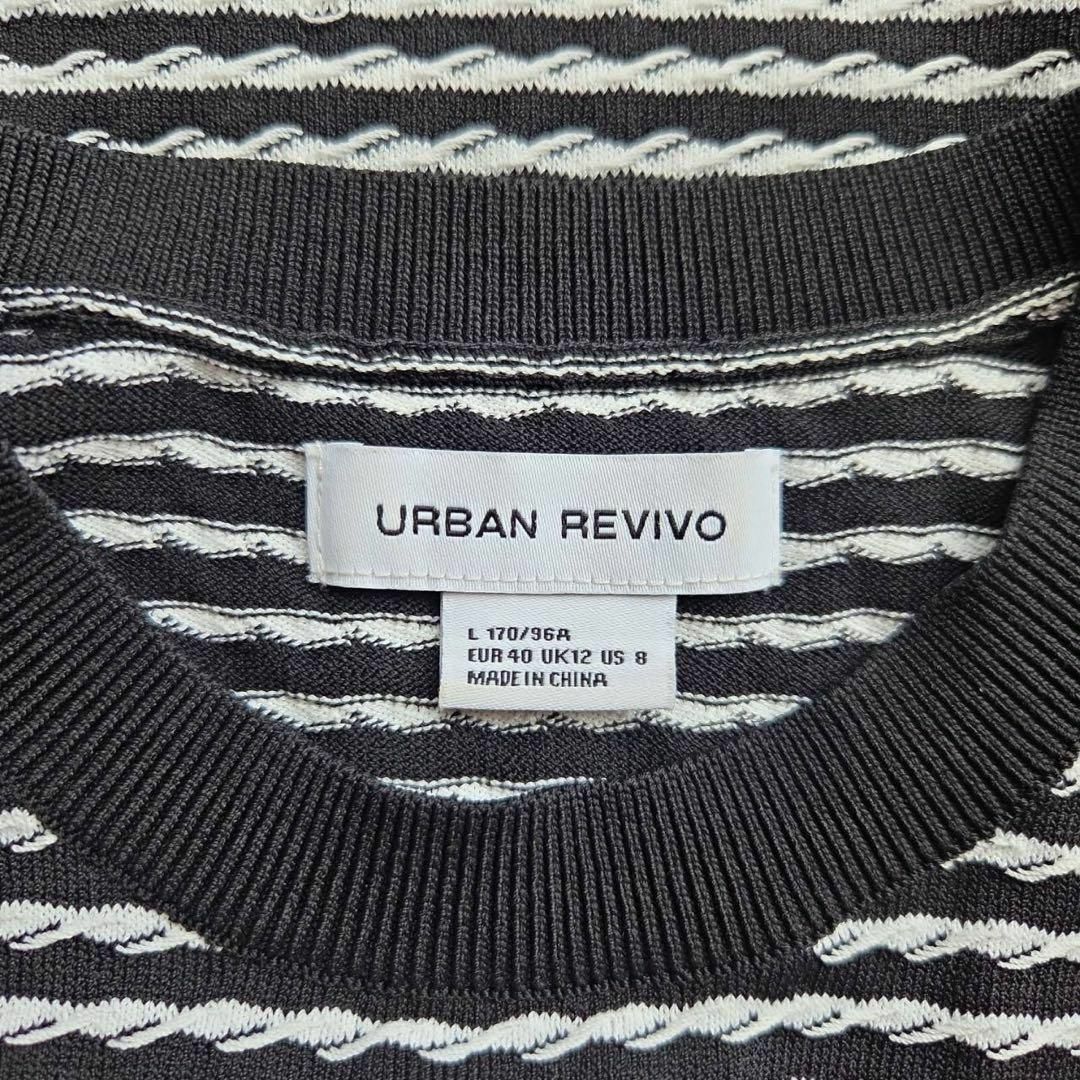 URBAN REVIVO
L 170/96A
EUR 40 UK12 US 8
MADE IN CHINA